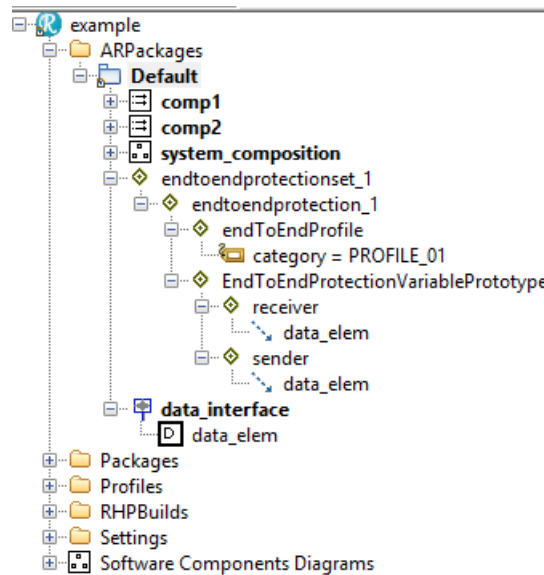 example
ARPackages
Default
comp1
comp2
system_composition
endtoendprotectionset_1
endtoendprotection_1
endToEndProfile
category = PROFILE_01
EndToEndProtectionVariablePrototype
receiver
data_elem
sender
data_elem
data_interface
D data_elem
Packages
Profiles
RHPBuilds
Settings
Software Components Diagrams